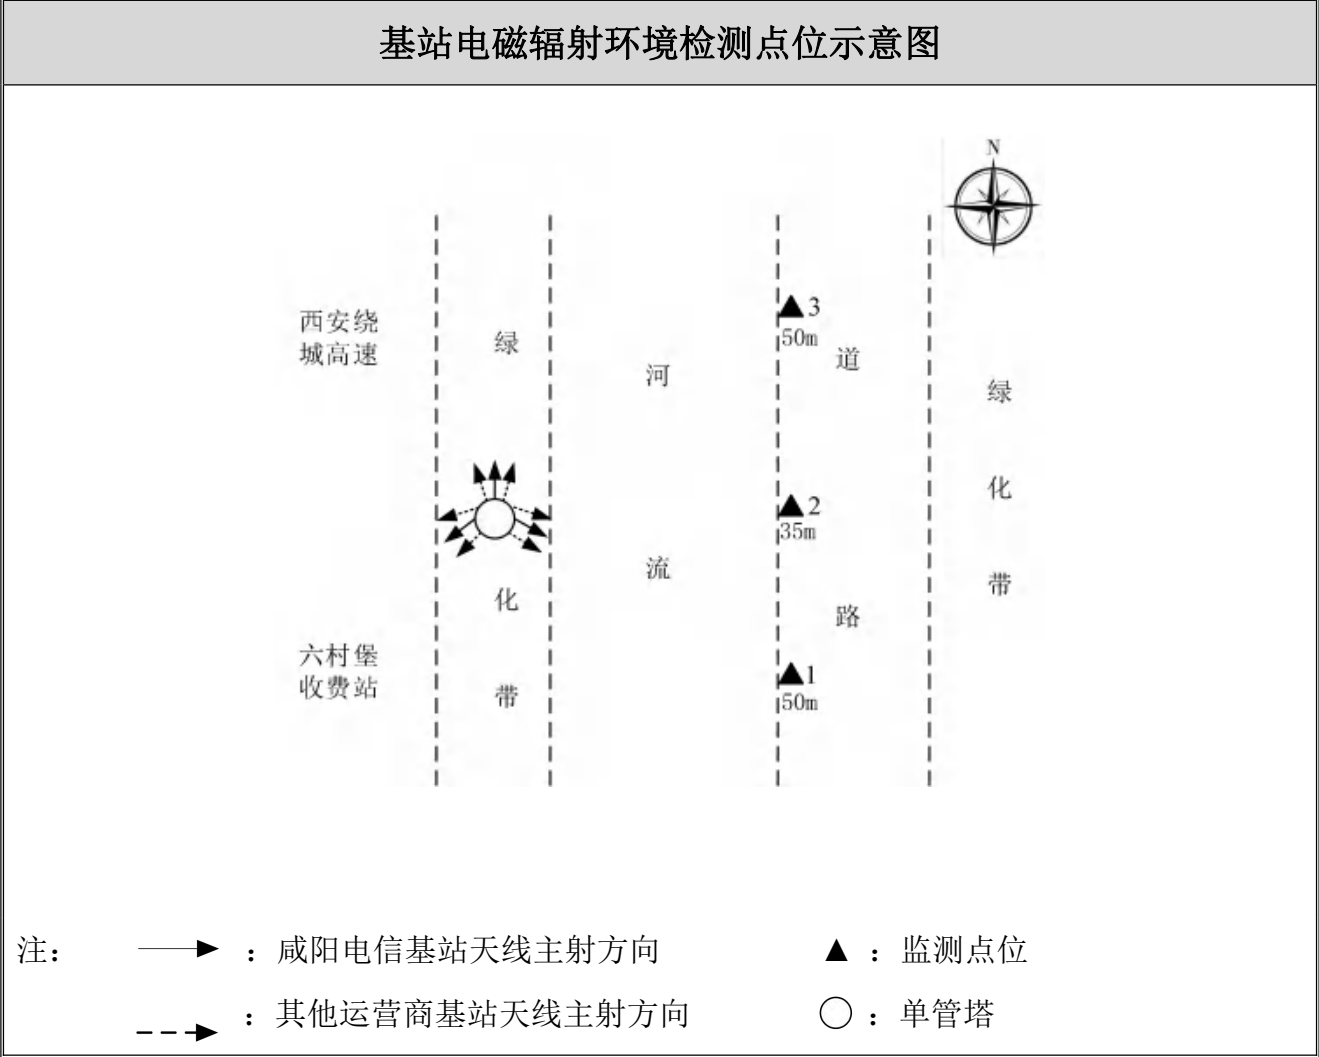 基站电磁辐射环境检测点位示意图
N
西安绕
城高速
绿
化
带
河
流
3
50m
道
路
2
35m
1
50m
绿
化
带
六村堡
收费站
注：
：咸阳电信基站天线主射方向
▲：监测点位
：其他运营商基站天线主射方向
：单管塔